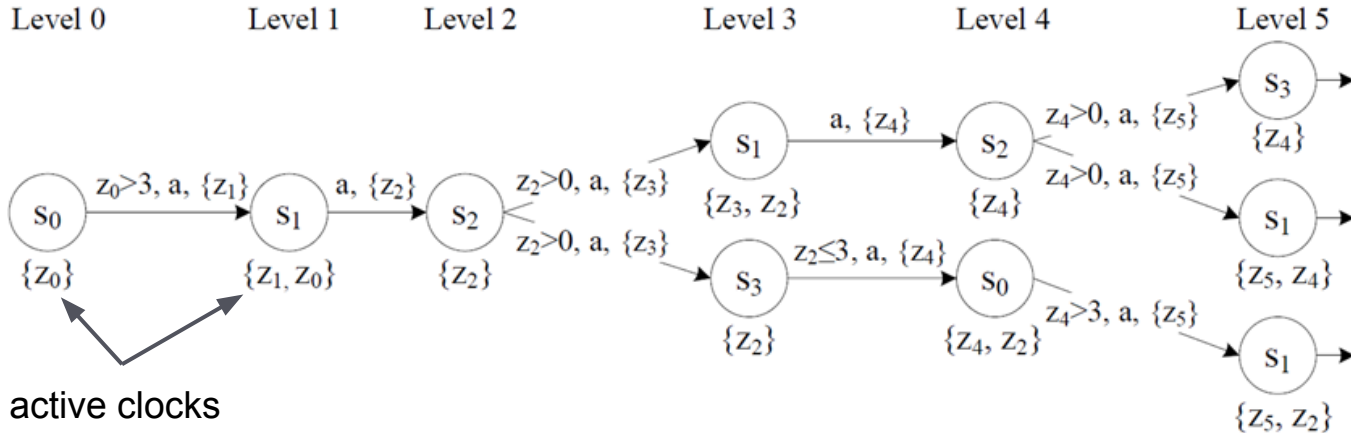 Level 0 Level 1 Level 2 Level 3 Level 4 Level 5
s₃
z₄>0, a, {z₅}
{z₄}
s₁
a, {z₄}
s₂
z₂>0, a, {z₃}
{z₃, z₂}
{z₄}
z₄>0, a, {z₅}
s₀
z₀>3, a, {z₁}
s₁
a, {z₂}
s₂
s₁
{z₀}
{z₁, z₀}
{z₂}
z₂>0, a, {z₃}
s₃
z₂≤3, a, {z₄}
s₀
{z₅, z₄}
{z₂}
{z₄, z₂}
z₄>3, a, {z₅}
s₁
{z₅, z₂}
active clocks